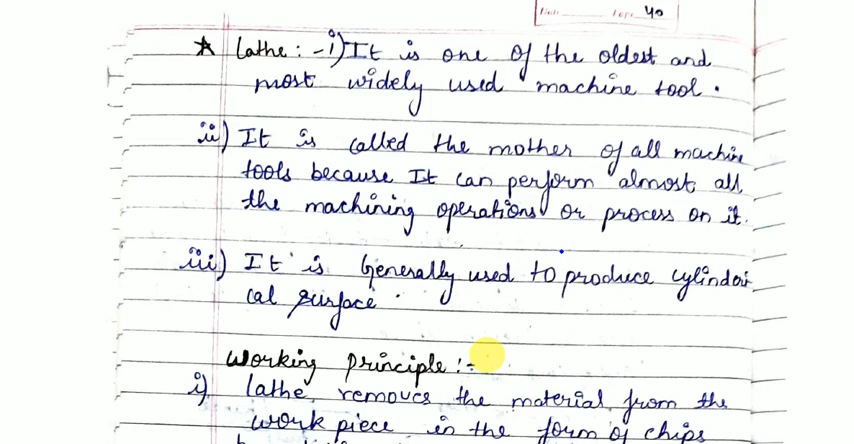 Page 40
★ Lathe : - i) It is one of the oldest and
most widely used machine tool .
ii) It is called the mother of all machine
tools because It can perform almost all
the machining operations or process on it.
iii) It is Generally used to produce cylindri
cal surface .
Working principle :-
i) Lathe, removes the material from the
work piece in the form of chips